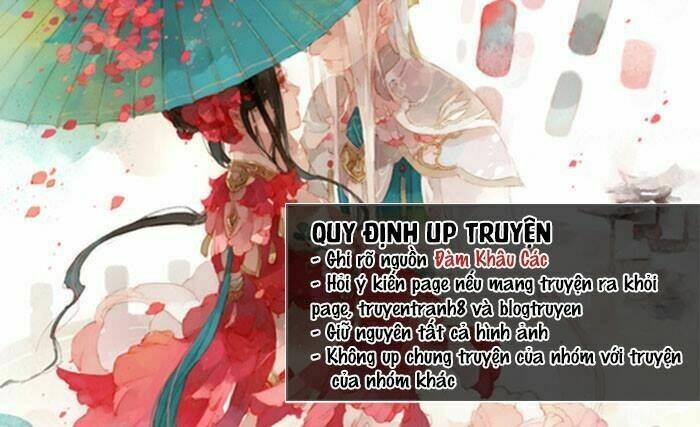 QUY ĐỊNH UP TRUYỆN
- Ghi rõ nguồn Đàm Khâu Các
- Hỏi ý kiến page nếu mang truyện ra khỏi
page, truyentranh8 và blogtruyen
- Giữ nguyên tất cả hình ảnh
- Không up chung truyện của nhóm với truyện
của nhóm khác